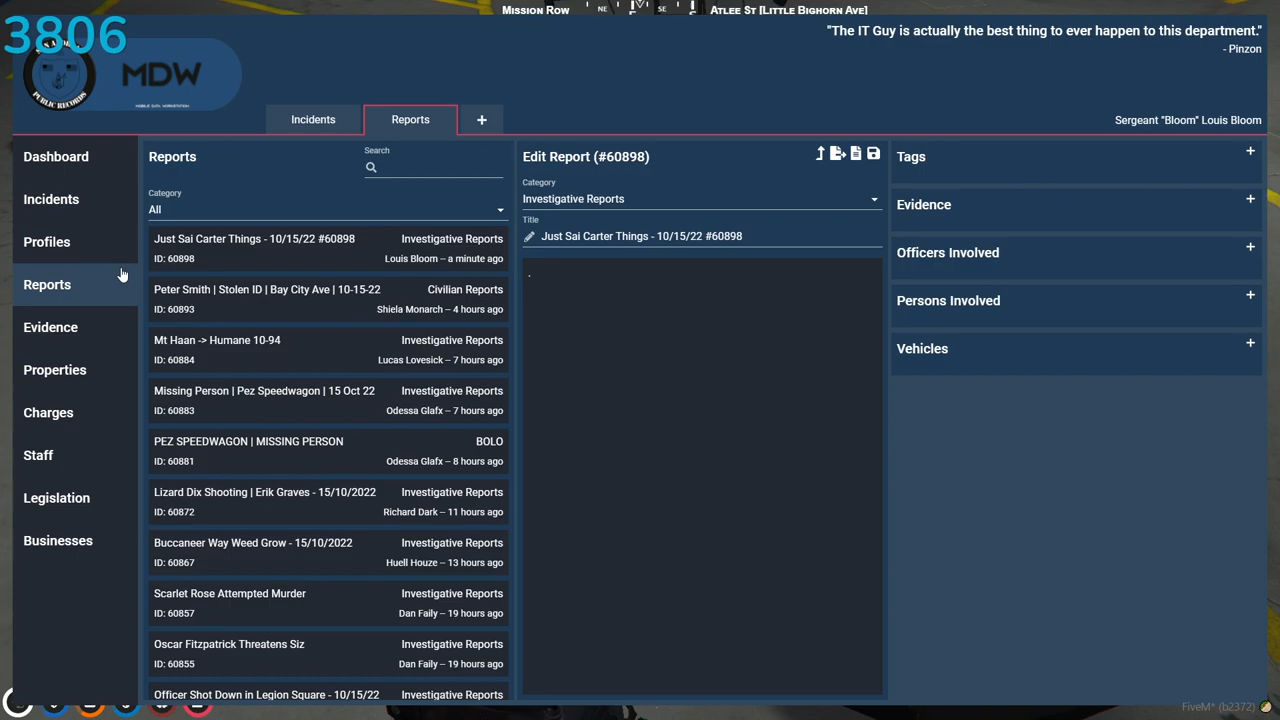 Mission Row
NE
SE
Atlee St [Little Bighorn Ave]
3806
PUBLIC RECORDS
MDW
MOBILE DATA WORKSTATION
"The IT Guy is actually the best thing to ever happen to this department."
- Pinzon
Incidents
Reports
+
Sergeant "Bloom" Louis Bloom
Dashboard
Incidents
Profiles
Reports
Evidence
Properties
Charges
Staff
Legislation
Businesses
Reports
Search
Category
All
Just Sai Carter Things - 10/15/22 #60898 Investigative Reports
ID: 60898 Louis Bloom – a minute ago
Peter Smith | Stolen ID | Bay City Ave | 10-15-22 Civilian Reports
ID: 60893 Shiela Monarch – 4 hours ago
Mt Haan -> Humane 10-94 Investigative Reports
ID: 60884 Lucas Lovesick – 7 hours ago
Missing Person | Pez Speedwagon | 15 Oct 22 Investigative Reports
ID: 60883 Odessa Glafx – 7 hours ago
PEZ SPEEDWAGON | MISSING PERSON BOLO
ID: 60881 Odessa Glafx – 8 hours ago
Lizard Dix Shooting | Erik Graves - 15/10/2022 Investigative Reports
ID: 60872 Richard Dark – 11 hours ago
Buccaneer Way Weed Grow - 15/10/2022 Investigative Reports
ID: 60867 Huell Houze – 13 hours ago
Scarlet Rose Attempted Murder Investigative Reports
ID: 60857 Dan Faily – 19 hours ago
Oscar Fitzpatrick Threatens Siz Investigative Reports
ID: 60855 Dan Faily – 19 hours ago
Officer Shot Down in Legion Square - 10/15/22 Investigative Reports
Edit Report (#60898)
Category
Investigative Reports
Title
Just Sai Carter Things - 10/15/22 #60898
.
Tags +
Evidence +
Officers Involved +
Persons Involved +
Vehicles +
FiveM* (b2372)